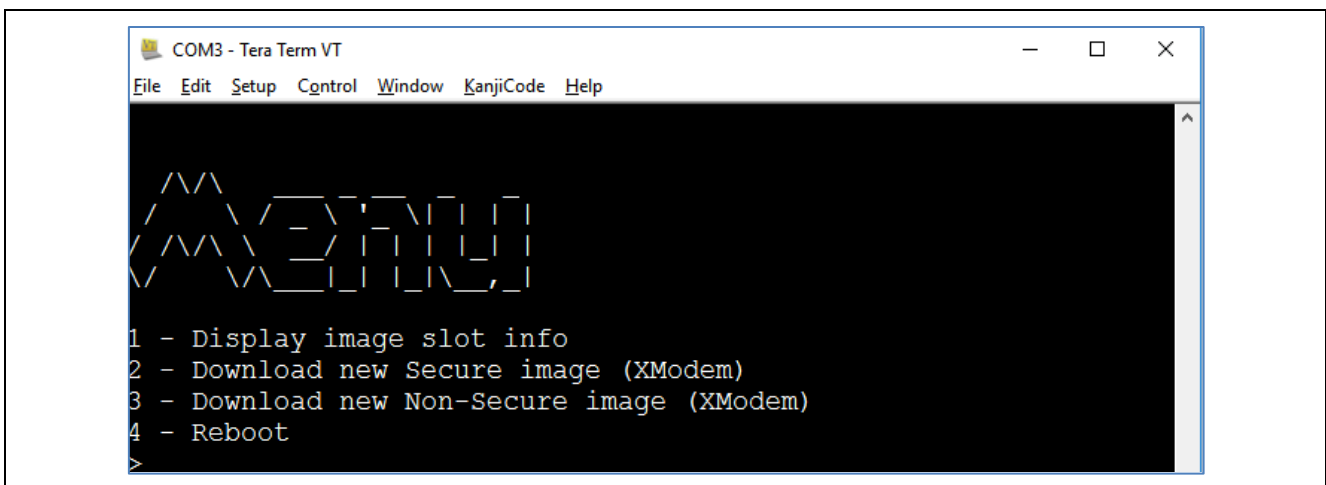 COM3 - Tera Term VT
File Edit Setup Control Window KanjiCode Help
Menu
1 - Display image slot info
2 - Download new Secure image (XModem)
3 - Download new Non-Secure image (XModem)
4 - Reboot
>